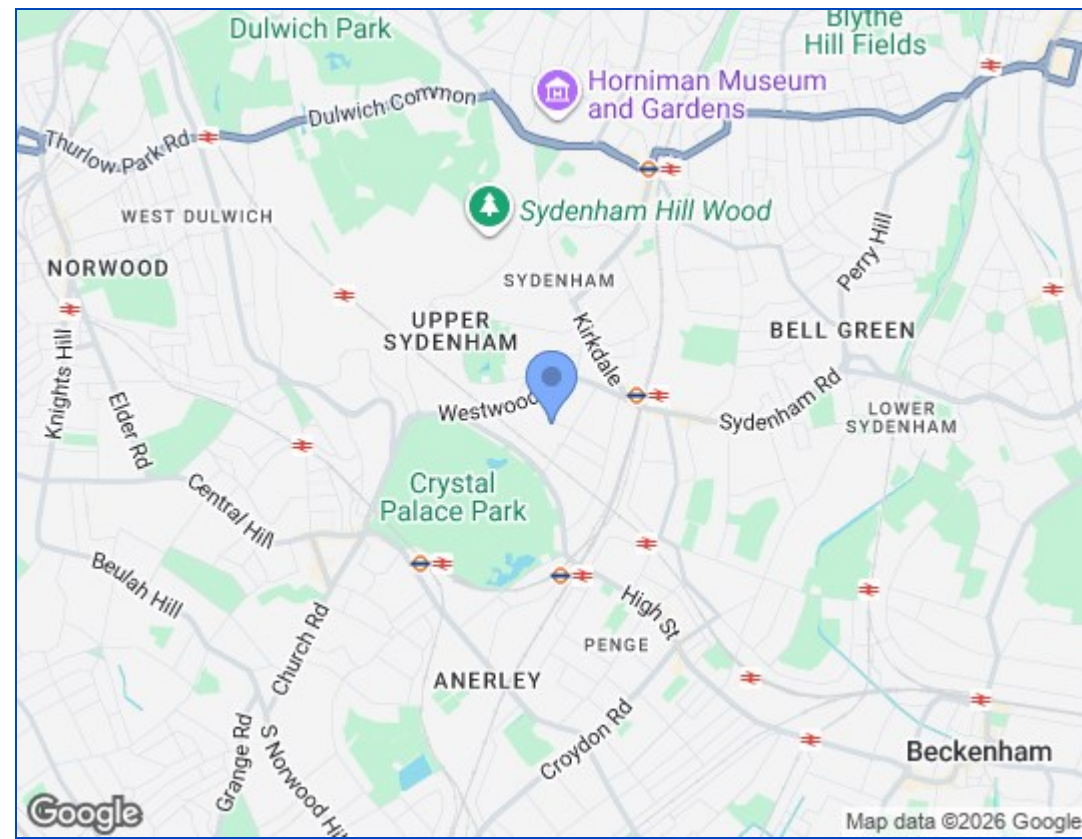 Dulwich Park
Blythe
Hill Fields
Horniman Museum
and Gardens
Dulwich Common
Thurlow Park Rd
Sydenham Hill Wood
WEST DULWICH
Perry Hill
NORWOOD
SYDENHAM
UPPER
SYDENHAM
Kirkdale
BELL GREEN
Knights Hill
Elder Rd
Westwood
Sydenham Rd
LOWER
SYDENHAM
Crystal
Palace Park
Central Hill
Beulah Hill
High St
Church Rd
PENGE
ANERLEY
Croydon Rd
Grange Rd
S Norwood Hi
Beckenham
Google
Map data ©2026 Google